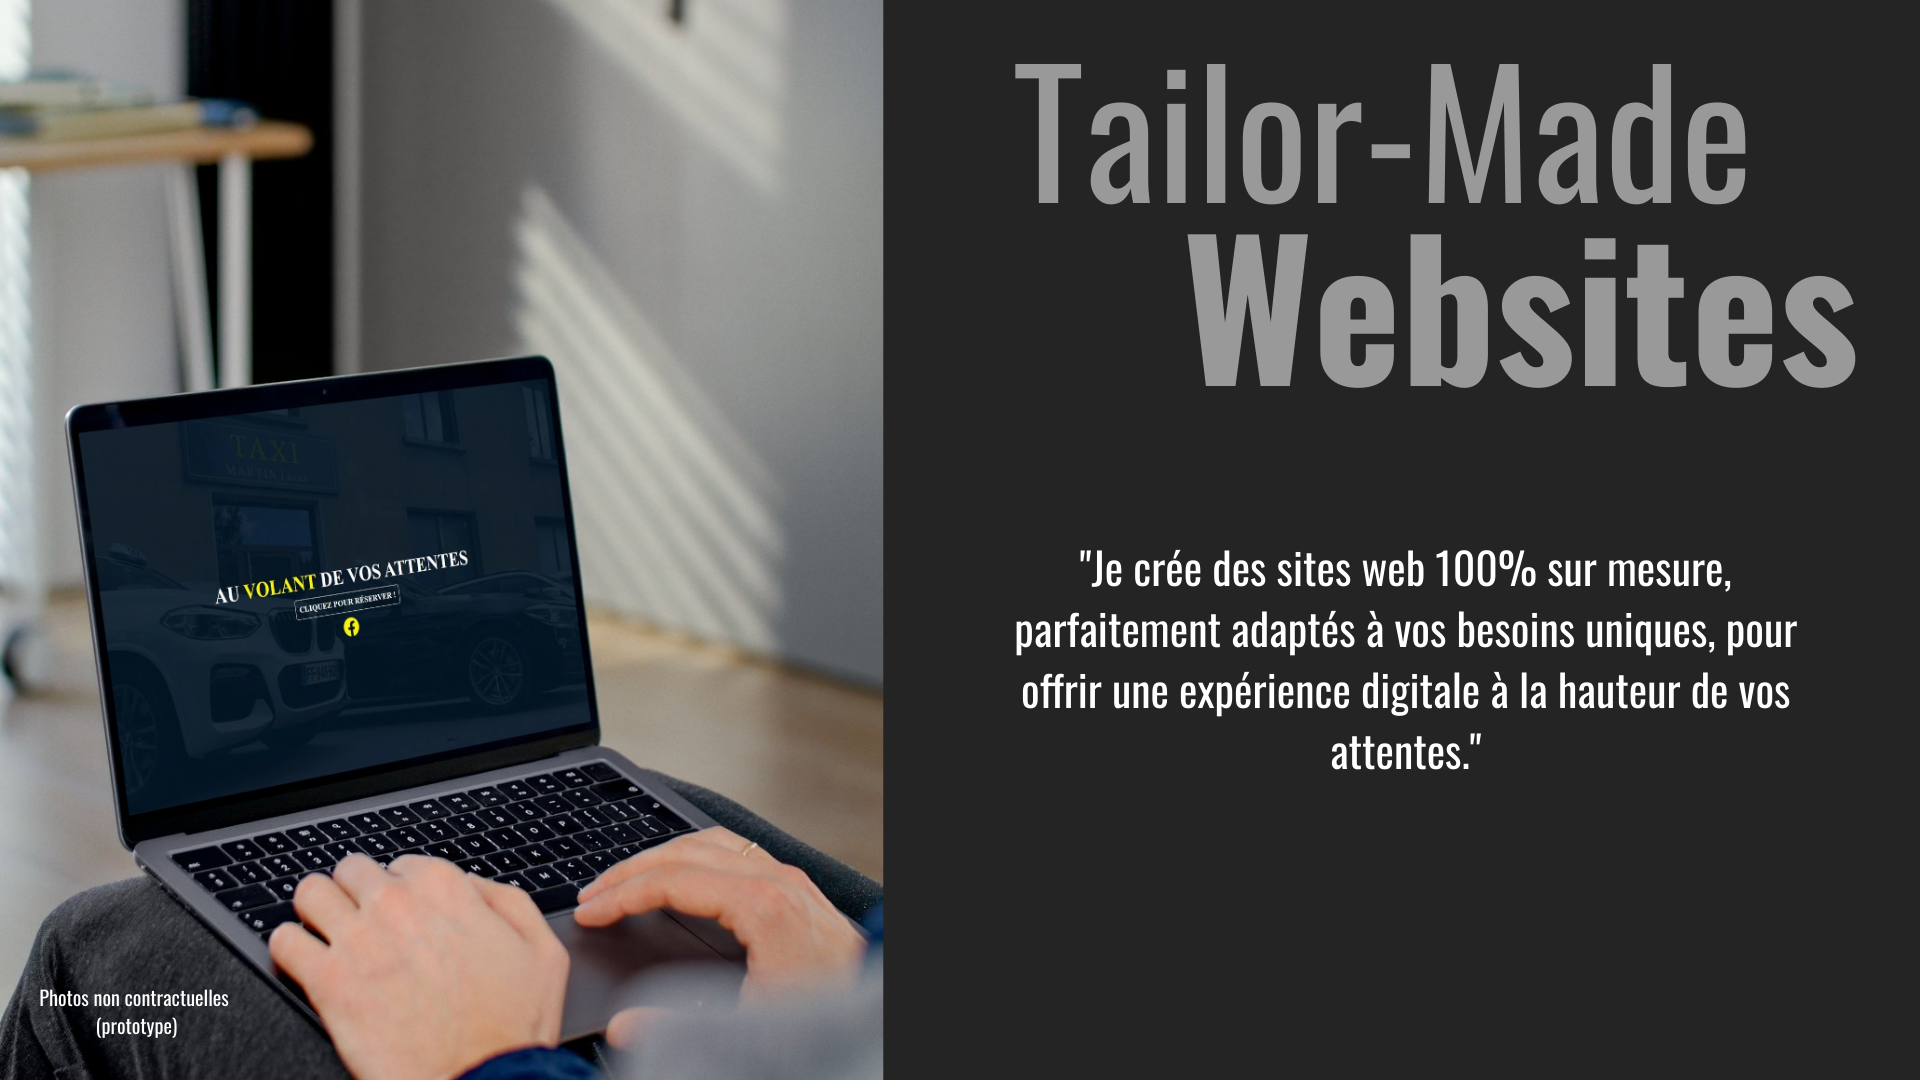 Tailor-Made
Websites
"Je crée des sites web 100% sur mesure,
parfaitement adaptés à vos besoins uniques, pour
offrir une expérience digitale à la hauteur de vos
attentes."
TAXI
AU VOLANT DE VOS ATTENTES
CLIQUEZ POUR RÉSERVER !
Photos non contractuelles
(prototype)